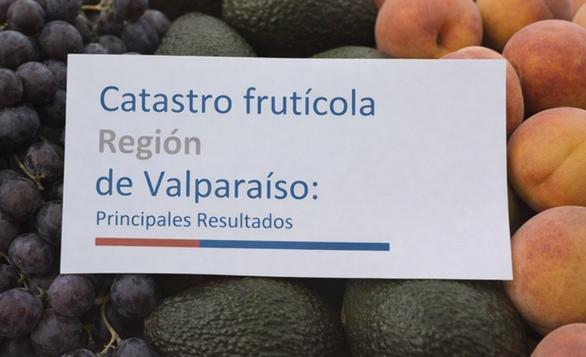 Catastro frutícola
Región
de Valparaíso:
Principales Resultados